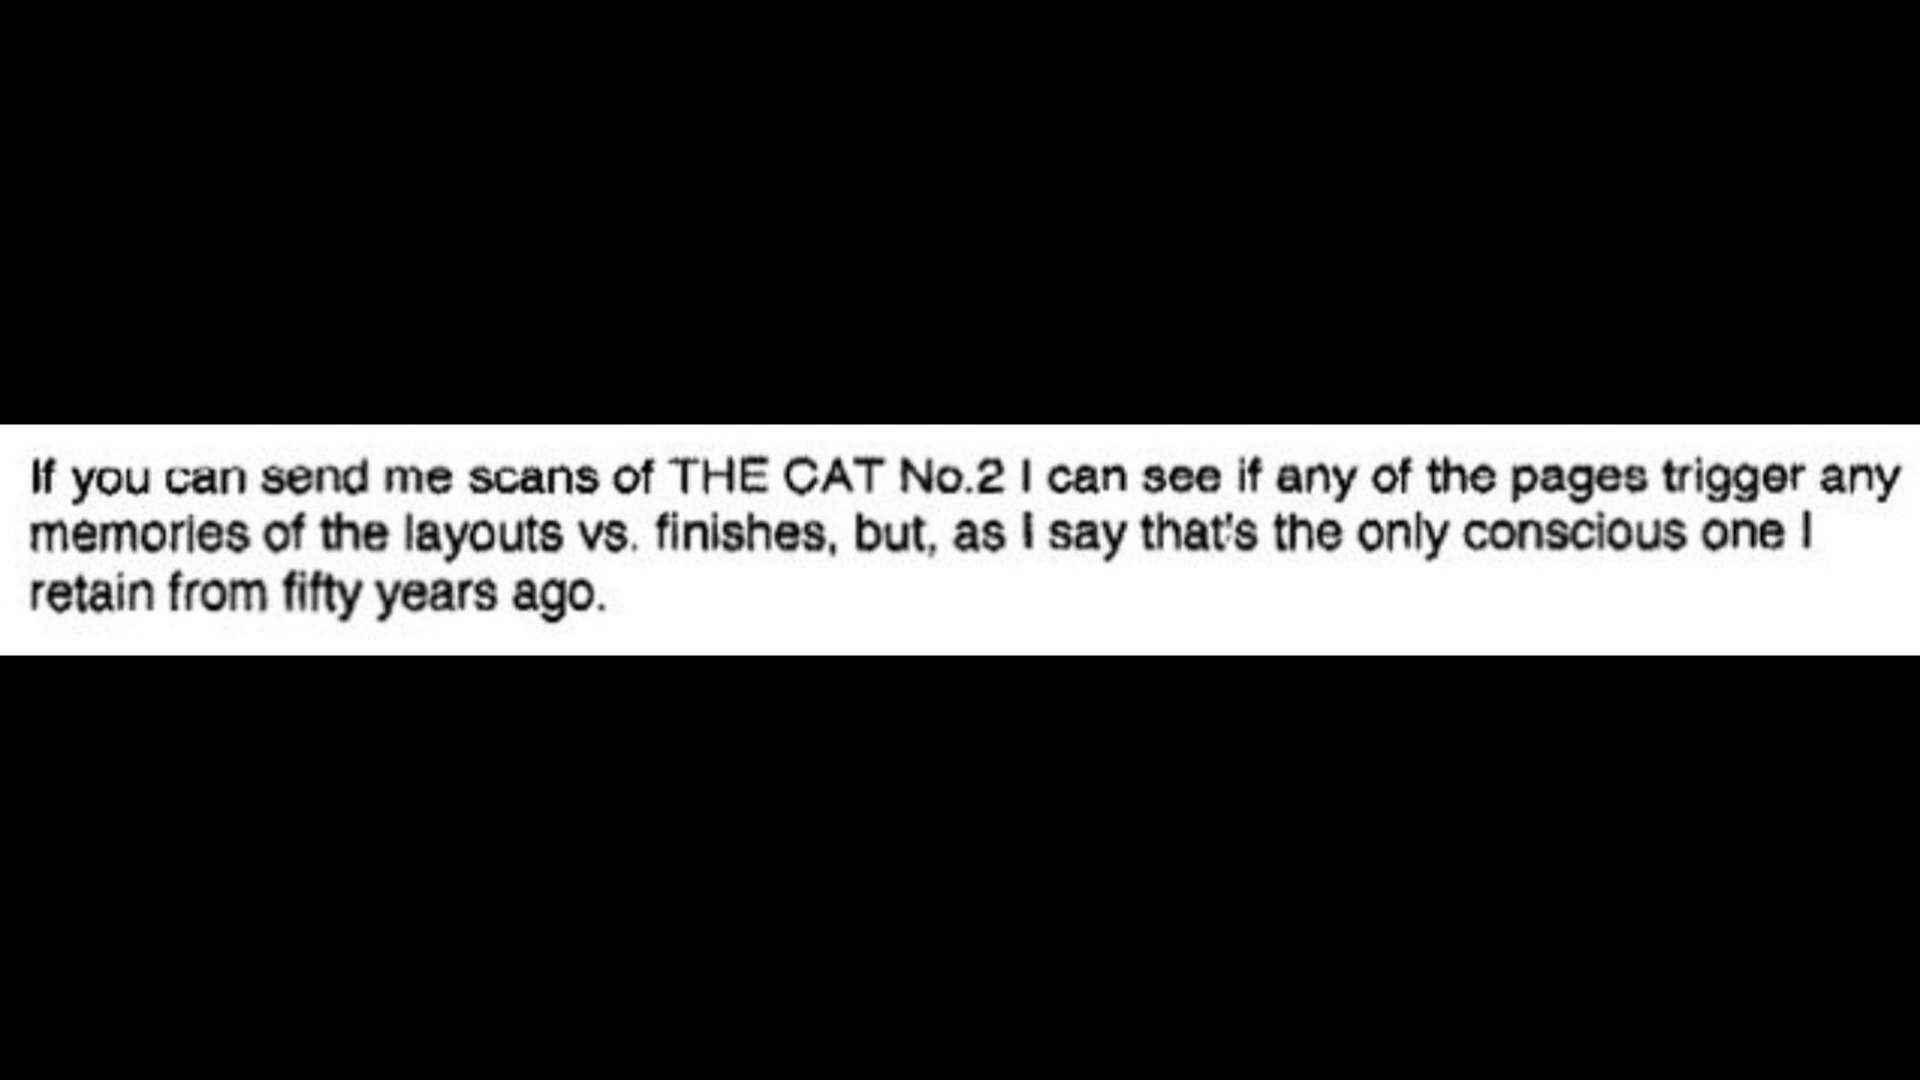 If you can send me scans of THE CAT No.2 I can see if any of the pages trigger any
memories of the layouts vs. finishes, but, as I say that's the only conscious one I
retain from fifty years ago.